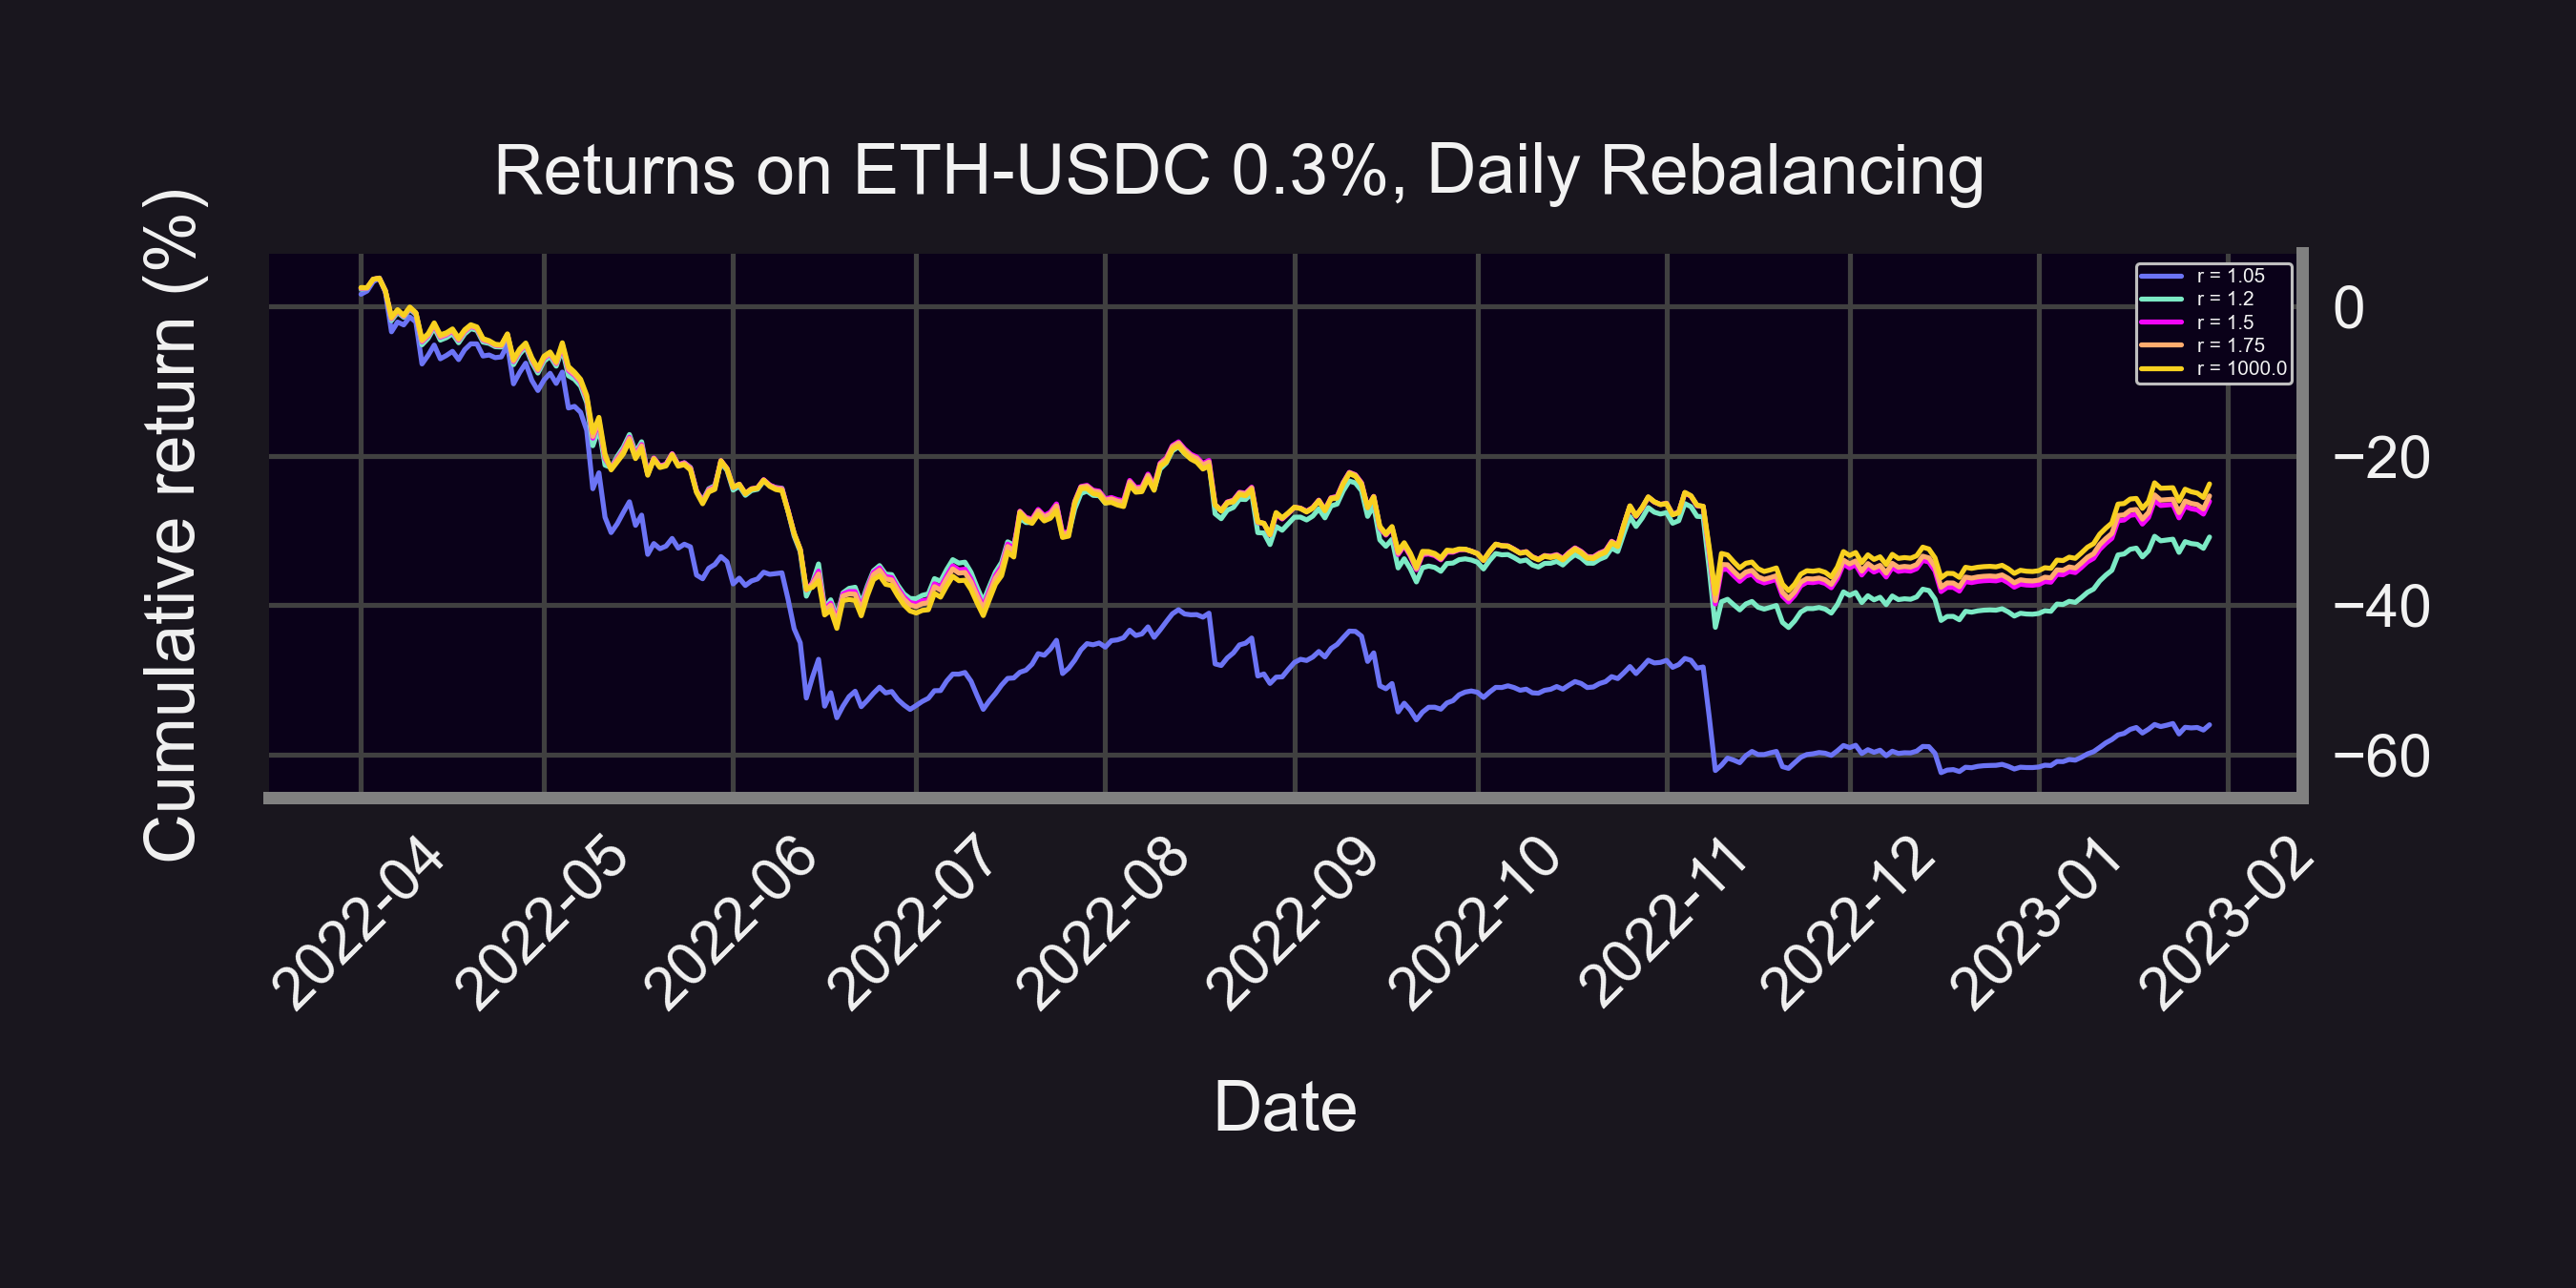 Returns on ETH-USDC 0.3%, Daily Rebalancing
Cumulative return (%)
r = 1.05
r = 1.2
r = 1.5
r = 1.75
r = 1000.0
0
−20
−40
−60
2022-04
2022-05
2022-06
2022-07
2022-08
2022-09
2022-10
2022-11
2022-12
2023-01
2023-02
Date